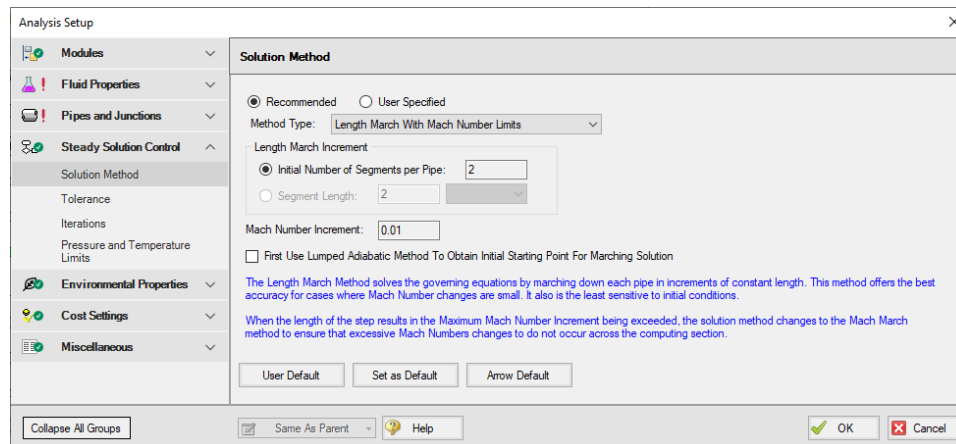 Analysis Setup
Modules
Fluid Properties
Pipes and Junctions
Steady Solution Control
Solution Method
Tolerance
Iterations
Pressure and Temperature
Limits
Environmental Properties
Cost Settings
Miscellaneous
Collapse All Groups
Solution Method
Recommended User Specified
Method Type: Length March With Mach Number Limits
Length March Increment
Initial Number of Segments per Pipe: 2
Segment Length: 2
Mach Number Increment: 0.01
First Use Lumped Adiabatic Method To Obtain Initial Starting Point For Marching Solution
The Length March Method solves the governing equations by marching down each pipe in increments of constant length. This method offers the best
accuracy for cases where Mach Number changes are small. It also is the least sensitive to initial conditions.
When the length of the step results in the Maximum Mach Number Increment being exceeded, the solution method changes to the Mach March
method to ensure that excessive Mach Numbers changes to do not occur across the computing section.
User Default Set as Default Arrow Default
Same As Parent Help OK Cancel